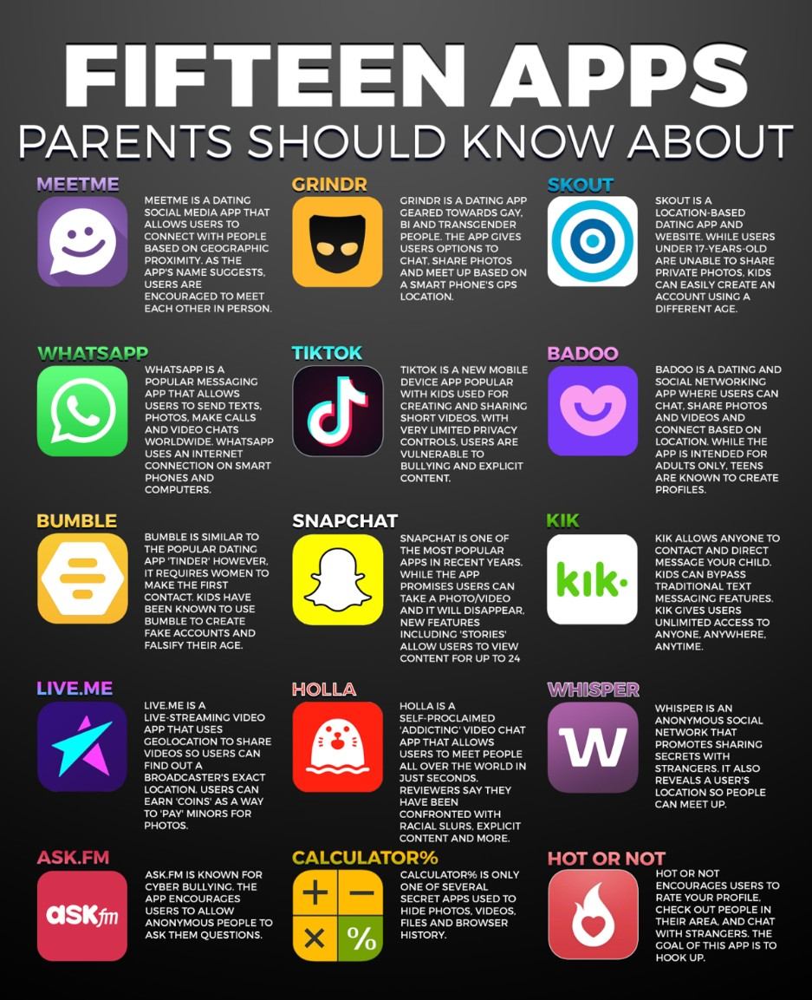 FIFTEEN APPS
PARENTS SHOULD KNOW ABOUT
MEETME
MEETME IS A DATING
SOCIAL MEDIA APP THAT
ALLOWS USERS TO
CONNECT WITH PEOPLE
BASED ON GEOGRAPHIC
PROXIMITY. AS THE
APP'S NAME SUGGESTS,
USERS ARE
ENCOURAGED TO MEET
EACH OTHER IN PERSON.
GRINDR
GRINDR IS A DATING APP
GEARED TOWARDS GAY,
BI AND TRANSGENDER
PEOPLE. THE APP GIVES
USERS OPTIONS TO
CHAT, SHARE PHOTOS
AND MEET UP BASED ON
A SMART PHONE'S GPS
LOCATION.
SKOUT
SKOUT IS A
LOCATION-BASED
DATING APP AND
WEBSITE. WHILE USERS
UNDER 17-YEARS-OLD
ARE UNABLE TO SHARE
PRIVATE PHOTOS, KIDS
CAN EASILY CREATE AN
ACCOUNT USING A
DIFFERENT AGE.
WHATSAPP
WHATSAPP IS A
POPULAR MESSAGING
APP THAT ALLOWS
USERS TO SEND TEXTS,
PHOTOS, MAKE CALLS
AND VIDEO CHATS
WORLDWIDE. WHATSAPP
USES AN INTERNET
CONNECTION ON SMART
PHONES AND
COMPUTERS.
TIKTOK
TIKTOK IS A NEW MOBILE
DEVICE APP POPULAR
WITH KIDS USED FOR
CREATING AND SHARING
SHORT VIDEOS. WITH
VERY LIMITED PRIVACY
CONTROLS, USERS ARE
VULNERABLE TO
BULLYING AND EXPLICIT
CONTENT.
BADOO
BADOO IS A DATING AND
SOCIAL NETWORKING
APP WHERE USERS CAN
CHAT, SHARE PHOTOS
AND VIDEOS AND
CONNECT BASED ON
LOCATION. WHILE THE
APP IS INTENDED FOR
ADULTS ONLY, TEENS
ARE KNOWN TO CREATE
PROFILES.
BUMBLE
BUMBLE IS SIMILAR TO
THE POPULAR DATING
APP 'TINDER' HOWEVER,
IT REQUIRES WOMEN TO
MAKE THE FIRST
CONTACT. KIDS HAVE
BEEN KNOWN TO USE
BUMBLE TO CREATE
FAKE ACCOUNTS AND
FALSIFY THEIR AGE.
SNAPCHAT
SNAPCHAT IS ONE OF
THE MOST POPULAR
APPS IN RECENT YEARS.
WHILE THE APP
PROMISES USERS CAN
TAKE A PHOTO/VIDEO
AND IT WILL DISAPPEAR,
NEW FEATURES
INCLUDING 'STORIES'
ALLOW USERS TO VIEW
CONTENT FOR UP TO 24
KIK
kik·
KIK ALLOWS ANYONE TO
CONTACT AND DIRECT
MESSAGE YOUR CHILD.
KIDS CAN BYPASS
TRADITIONAL TEXT
MESSAGING FEATURES.
KIK GIVES USERS
UNLIMITED ACCESS TO
ANYONE, ANYWHERE,
ANYTIME.
LIVE.ME
LIVE.ME IS A
LIVE-STREAMING VIDEO
APP THAT USES
GEOLOCATION TO SHARE
VIDEOS SO USERS CAN
FIND OUT A
BROADCASTER'S EXACT
LOCATION. USERS CAN
EARN 'COINS' AS A WAY
TO 'PAY' MINORS FOR
PHOTOS.
HOLLA
HOLLA IS A
SELF-PROCLAIMED
'ADDICTING' VIDEO CHAT
APP THAT ALLOWS
USERS TO MEET PEOPLE
ALL OVER THE WORLD IN
JUST SECONDS.
REVIEWERS SAY THEY
HAVE BEEN
CONFRONTED WITH
RACIAL SLURS, EXPLICIT
CONTENT AND MORE.
WHISPER
W
WHISPER IS AN
ANONYMOUS SOCIAL
NETWORK THAT
PROMOTES SHARING
SECRETS WITH
STRANGERS. IT ALSO
REVEALS A USER'S
LOCATION SO PEOPLE
CAN MEET UP.
ASK.FM
ASKfm
ASK.FM IS KNOWN FOR
CYBER BULLYING. THE
APP ENCOURAGES
USERS TO ALLOW
ANONYMOUS PEOPLE TO
ASK THEM QUESTIONS.
CALCULATOR%
+ −
× %
CALCULATOR% IS ONLY
ONE OF SEVERAL
SECRET APPS USED TO
HIDE PHOTOS, VIDEOS,
FILES AND BROWSER
HISTORY.
HOT OR NOT
HOT OR NOT
ENCOURAGES USERS TO
RATE YOUR PROFILE,
CHECK OUT PEOPLE IN
THEIR AREA, AND CHAT
WITH STRANGERS. THE
GOAL OF THIS APP IS TO
HOOK UP.